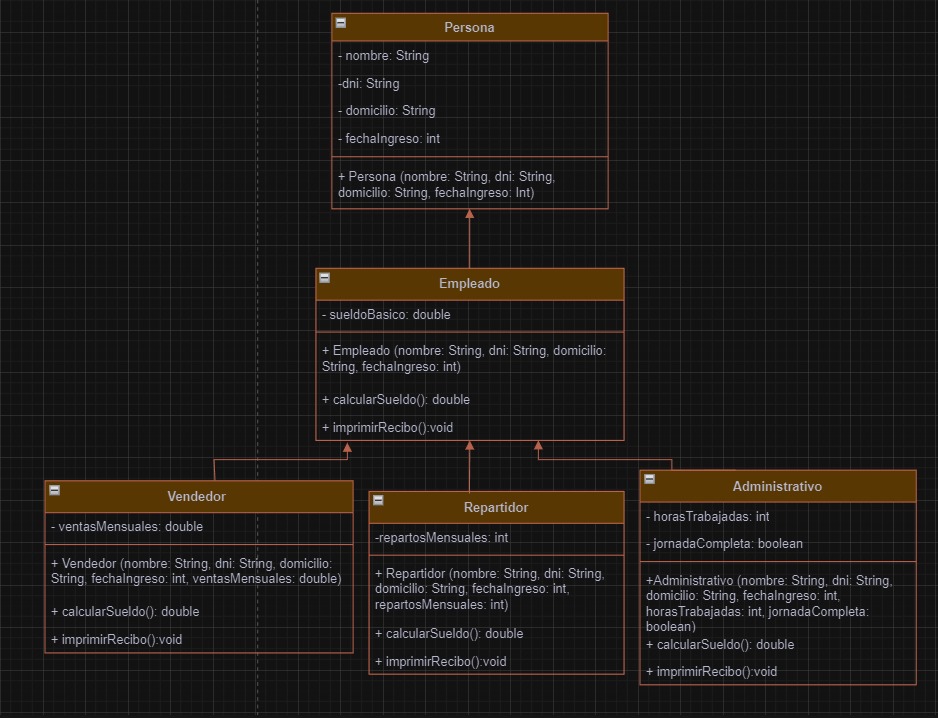 Persona
- nombre: String
-dni: String
- domicilio: String
- fechaIngreso: int
+ Persona (nombre: String, dni: String,
domicilio: String, fechaIngreso: Int)
Empleado
- sueldoBasico: double
+ Empleado (nombre: String, dni: String, domicilio:
String, fechaIngreso: int)
+ calcularSueldo(): double
+ imprimirRecibo():void
Vendedor
- ventasMensuales: double
+ Vendedor (nombre: String, dni: String, domicilio:
String, fechaIngreso: int, ventasMensuales: double)
+ calcularSueldo(): double
+ imprimirRecibo():void
Repartidor
-repartosMensuales: int
+ Repartidor (nombre: String, dni: String,
domicilio: String, fechaIngreso: int,
repartosMensuales: int)
+ calcularSueldo(): double
+ imprimirRecibo():void
Administrativo
- horasTrabajadas: int
- jornadaCompleta: boolean
+Administrativo (nombre: String, dni: String,
domicilio: String, fechaIngreso: int,
horasTrabajadas: int, jornadaCompleta:
boolean)
+ calcularSueldo(): double
+ imprimirRecibo():void